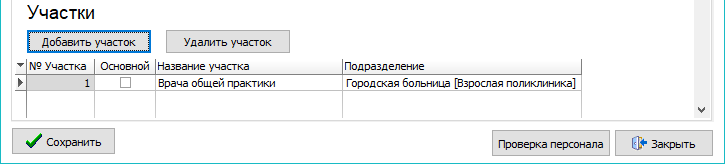 Участки
Добавить участок Удалить участок
№ Участка Основной Название участка Подразделение
1 Врача общей практики Городская больница [Взрослая поликлиника]
Сохранить Проверка персонала Закрыть